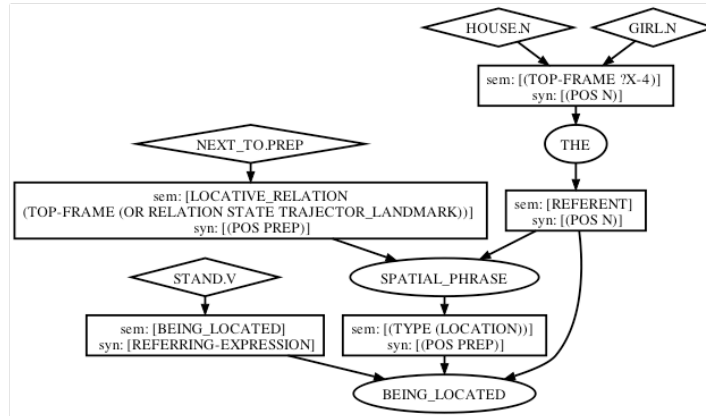 HOUSE.N
GIRL.N
sem: [(TOP-FRAME ?X-4)]
syn: [(POS N)]
NEXT_TO.PREP
THE
sem: [LOCATIVE_RELATION
(TOP-FRAME (OR RELATION STATE TRAJECTOR_LANDMARK))]
syn: [(POS PREP)]
sem: [REFERENT]
syn: [(POS N)]
STAND.V
SPATIAL_PHRASE
sem: [BEING_LOCATED]
syn: [REFERRING-EXPRESSION]
sem: [(TYPE (LOCATION))]
syn: [(POS PREP)]
BEING_LOCATED